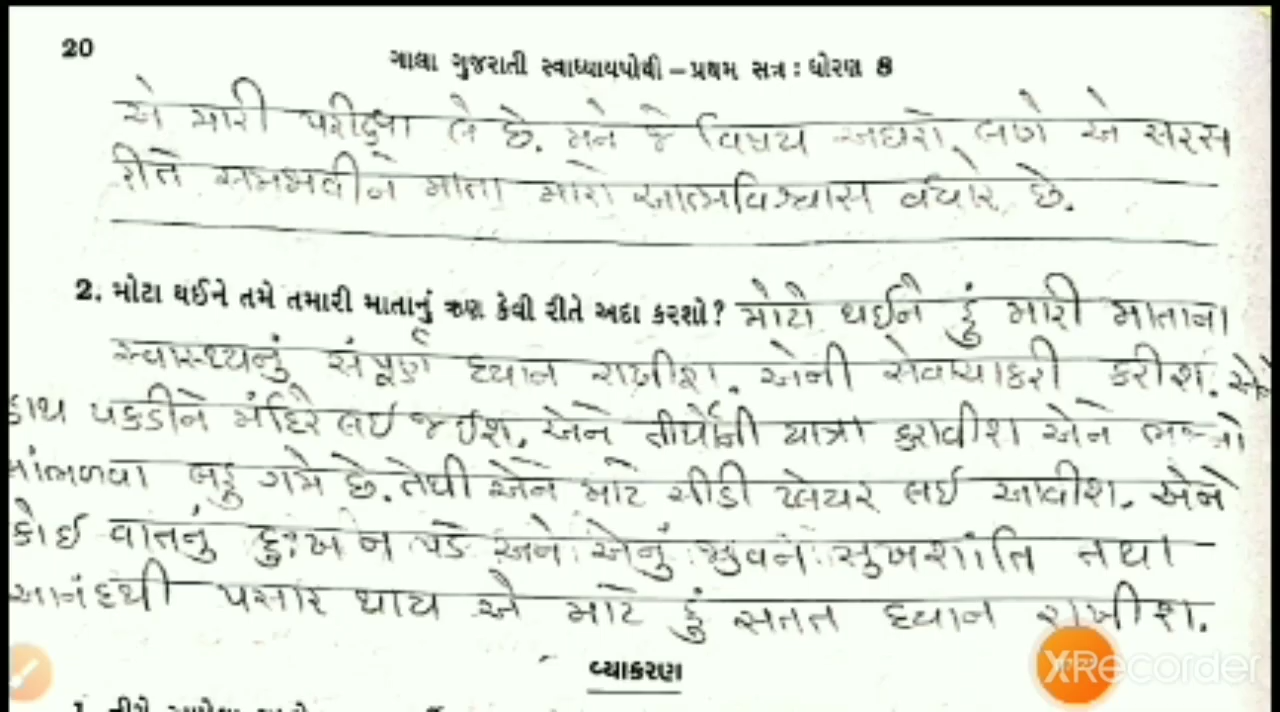 20
ગાલા ગુજરાતી સ્વાધ્યાયપોથી – પ્રથમ સત્ર : ધોરણ 8
એ મારી પરીક્ષા લે છે. મને જે વિષય અઘરો લાગે એ સરસ
રીતે સમજાવીને માતા મારો આત્મવિશ્વાસ વધારે છે.
2. મોટા થઈને તમે તમારી માતાનું ઋણ કેવી રીતે અદા કરશો? મોટો થઈને હું મારી માતાના
સ્વાસ્થ્યનું સંપૂર્ણ ધ્યાન રાખીશ. એની સેવાચાકરી કરીશ. એને
હાથ પકડીને મંદિરે લઈ જઈશ. એને તીર્થોની યાત્રા કરાવીશ એને ભજનો
સાંભળવા બહુ ગમે છે. તેથી એને માટે સીડી પ્લેયર લઈ આવીશ. એને
કોઈ વાતનું દુ:ખ ન પડે અને એનું જીવન સુખશાંતિ તથા
આનંદથી પસાર થાય એ માટે હું સતત ધ્યાન રાખીશ.
વ્યાકરણ
XRecorder